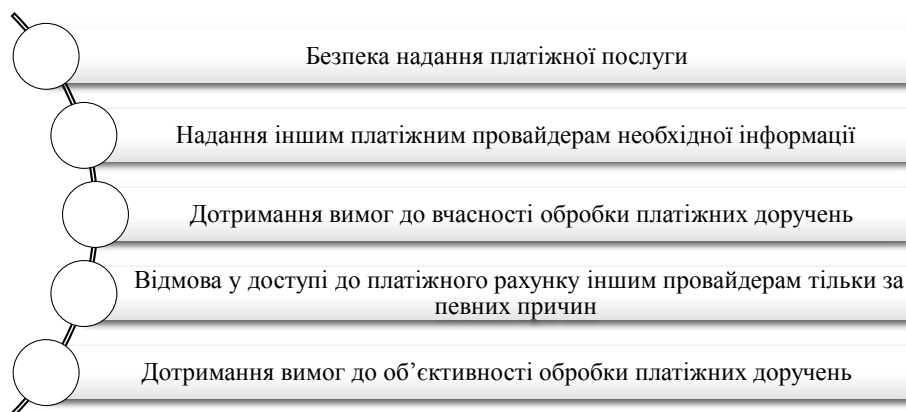 Безпека надання платіжної послуги
Надання іншим платіжним провайдерам необхідної інформації
Дотримання вимог до вчасності обробки платіжних доручень
Відмова у доступі до платіжного рахунку іншим провайдерам тільки за
певних причин
Дотримання вимог до об’єктивності обробки платіжних доручень